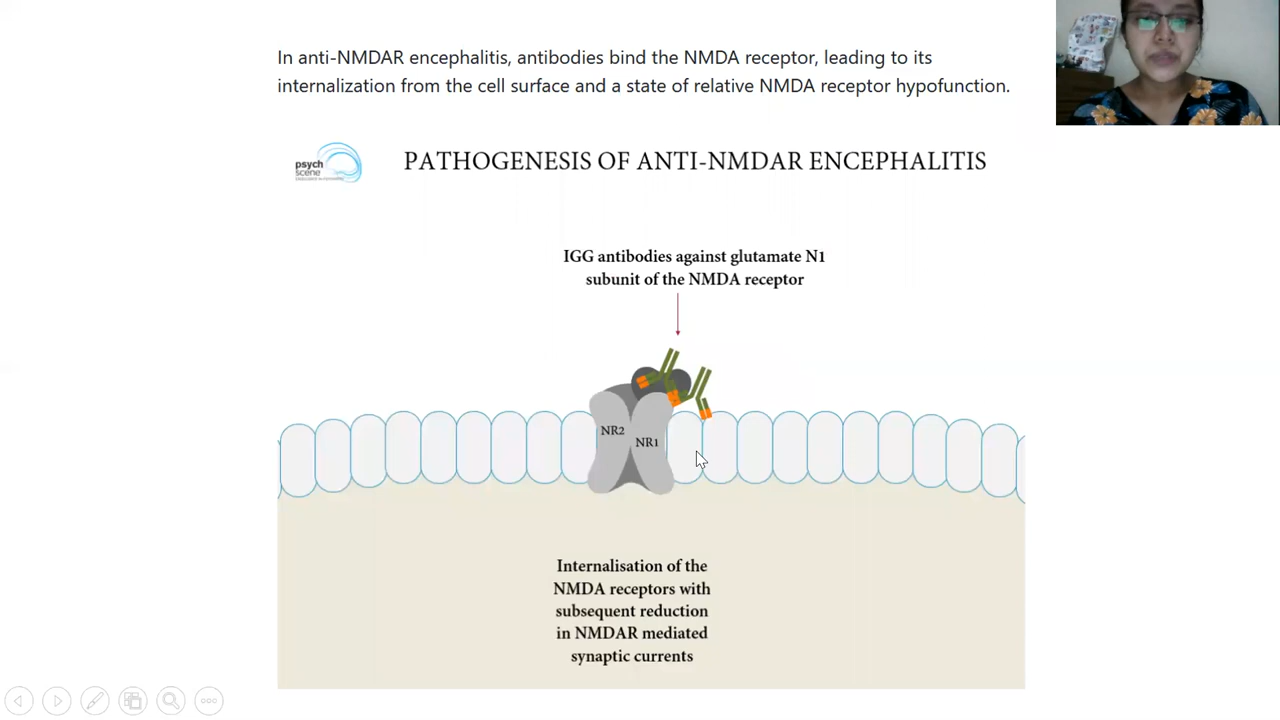 In anti-NMDAR encephalitis, antibodies bind the NMDA receptor, leading to its
internalization from the cell surface and a state of relative NMDA receptor hypofunction.
psych
scene
PATHOGENESIS OF ANTI-NMDAR ENCEPHALITIS
IGG antibodies against glutamate N1
subunit of the NMDA receptor
NR2
NR1
Internalisation of the
NMDA receptors with
subsequent reduction
in NMDAR mediated
synaptic currents